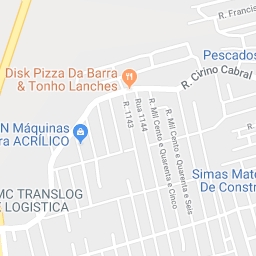 R. Francis
Pescados
Disk Pizza Da Barra
& Tonho Lanches
R. Cirino Cabral
R. 1143
Rua 1144
R. Mil Cento e Quarenta e Cinco
R. Mil Cento e Quarenta e Seis
N Máquinas
ra ACRÍLICO
Simas Mate
De Constru
MC TRANSLOG
E LOGISTICA